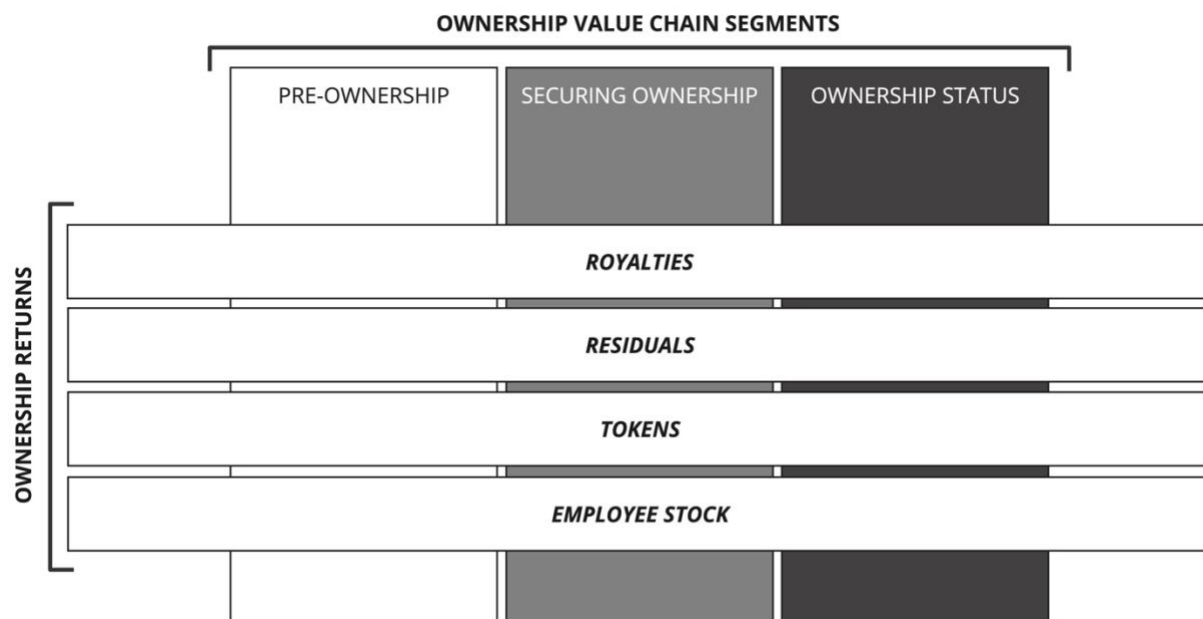 OWNERSHIP VALUE CHAIN SEGMENTS
PRE-OWNERSHIP
SECURING OWNERSHIP
OWNERSHIP STATUS
OWNERSHIP RETURNS
ROYALTIES
RESIDUALS
TOKENS
EMPLOYEE STOCK